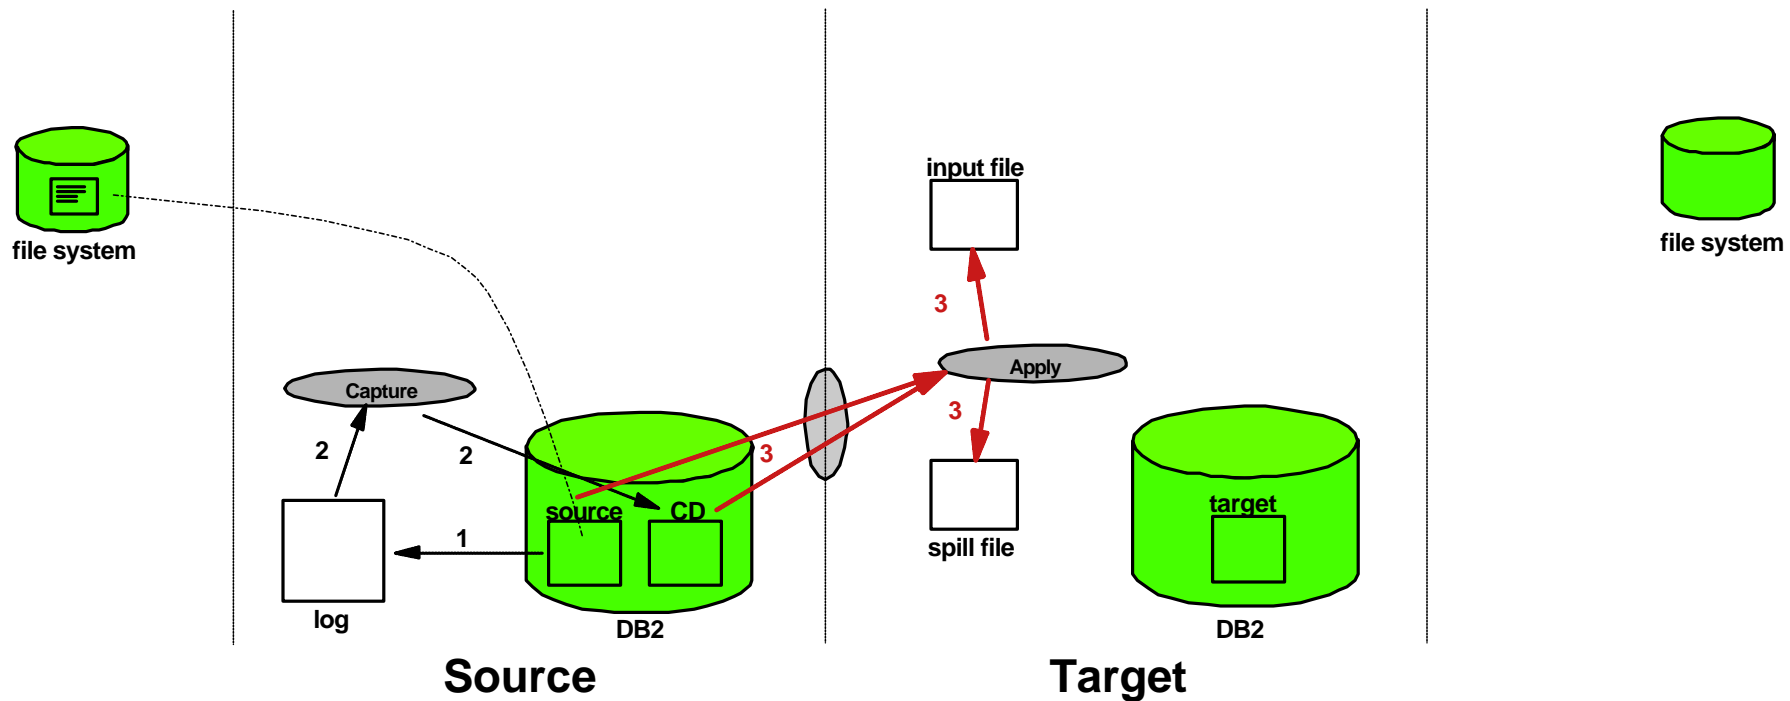 input file
file system
file system
3
Apply
Capture
3
2
2
3
source
CD
target
1
spill file
log
DB2
DB2
Source
Target